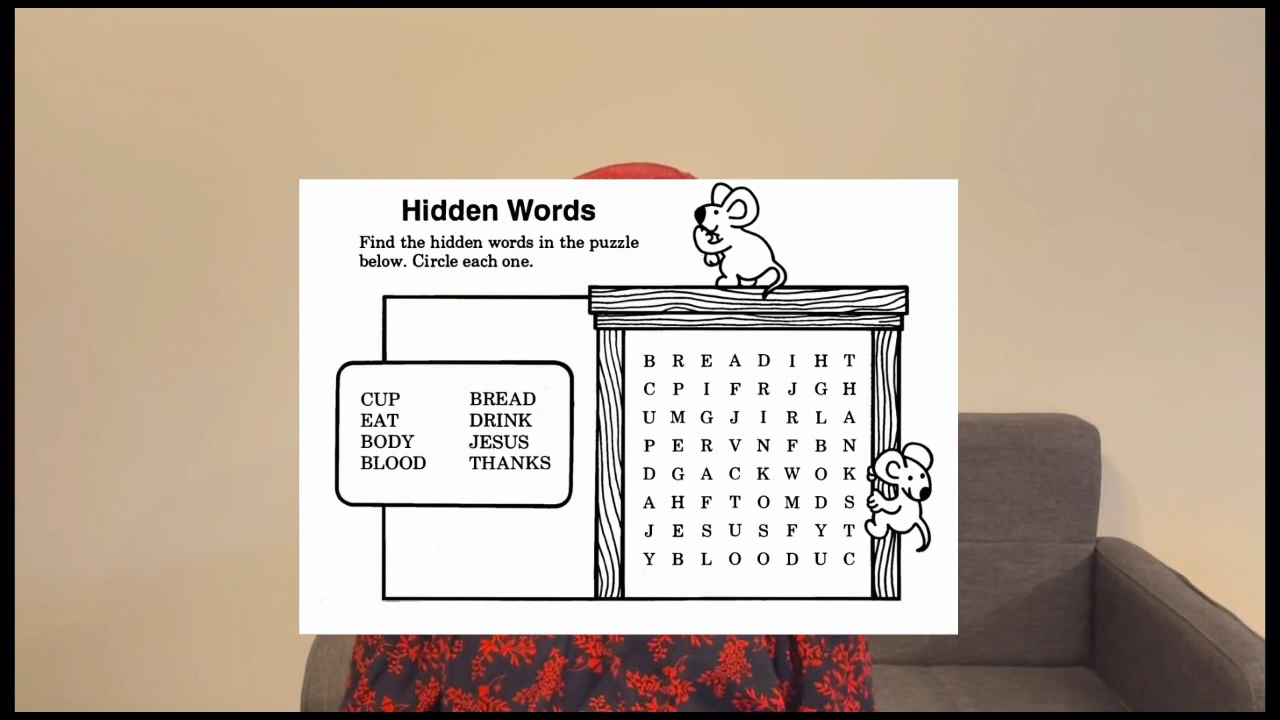 Hidden Words
Find the hidden words in the puzzle
below. Circle each one.
CUP BREAD
EAT DRINK
BODY JESUS
BLOOD THANKS
B R E A D I H T
C P I F R J G H
U M G J I R L A
P E R V N F B N
D G A C K W O K
A H F T O M D S
J E S U S F Y T
Y B L O O D U C